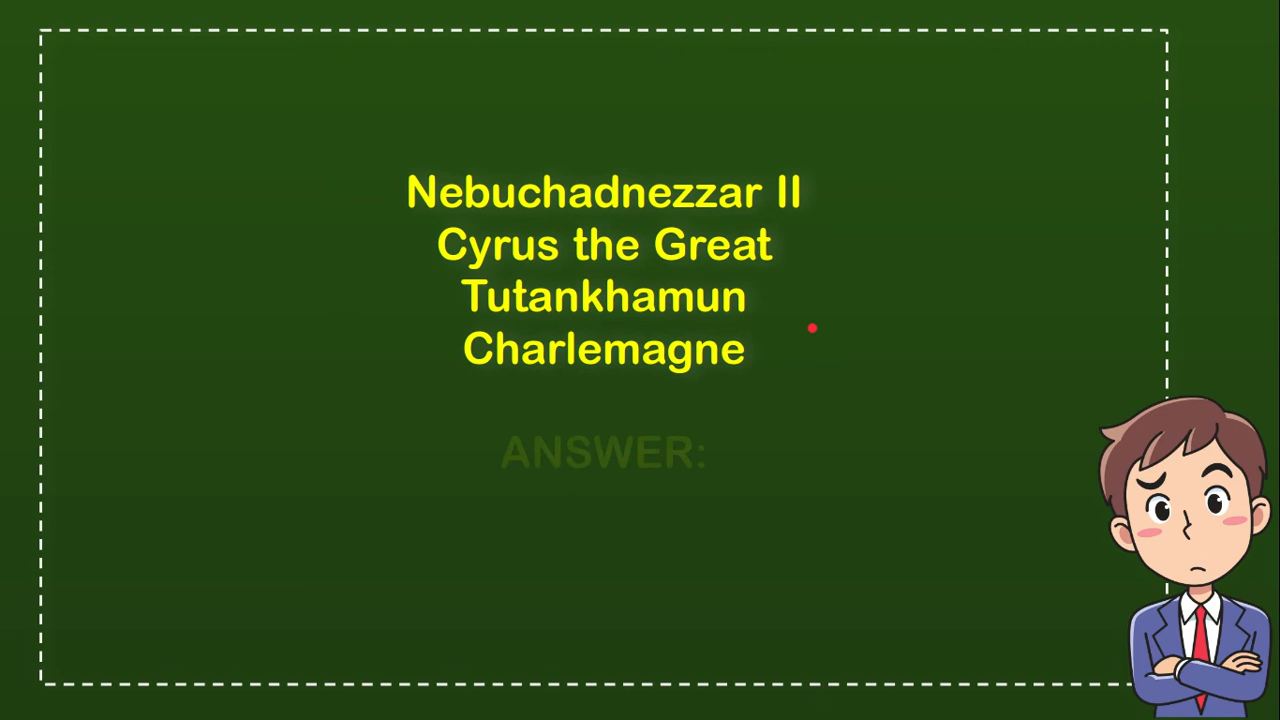 Nebuchadnezzar II
Cyrus the Great
Tutankhamun
Charlemagne
ANSWER: